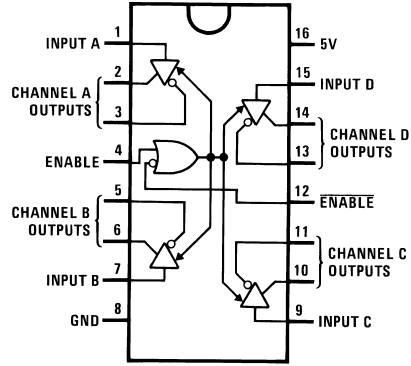 INPUT A 1
2
CHANNEL A
OUTPUTS
3
ENABLE 4
5
CHANNEL B
OUTPUTS
6
INPUT B 7
GND 8
16 5V
15 INPUT D
14
CHANNEL D
OUTPUTS
13
12 ENABLE
11
CHANNEL C
OUTPUTS
10
9 INPUT C